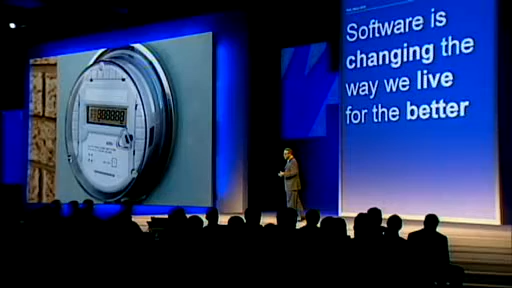 Software is
changing the
way we live
for the better